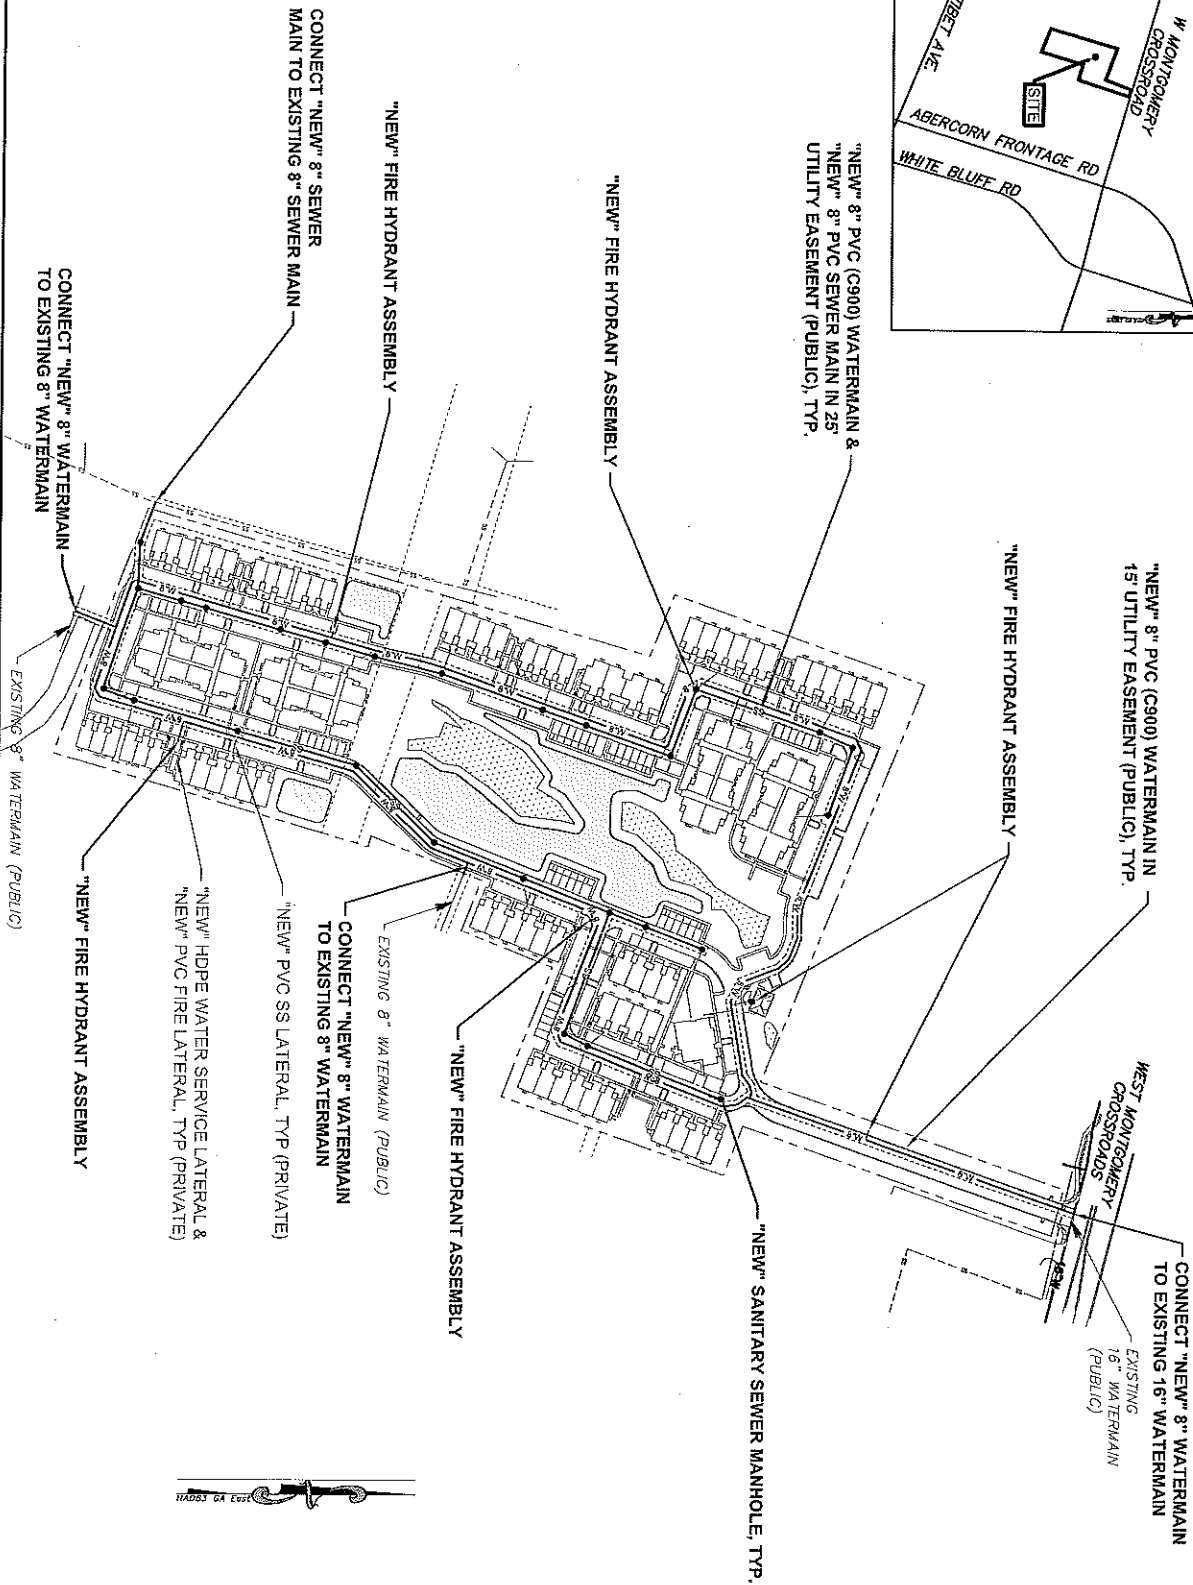 W MONTGOMERY
CROSSROAD
SITE
ABERCORN FRONTAGE RD
WHITE BLUFF RD
AVE.
CONNECT "NEW" 8" WATERMAIN
TO EXISTING 16" WATERMAIN
EXISTING
16" WATERMAIN
(PUBLIC)
WEST MONTGOMERY
CROSSROADS
"NEW" 8" PVC (C900) WATERMAIN IN
15' UTILITY EASEMENT (PUBLIC), TYP.
"NEW" FIRE HYDRANT ASSEMBLY
"NEW" 8" PVC (C900) WATERMAIN &
"NEW" 8" PVC SEWER MAIN IN 25'
UTILITY EASEMENT (PUBLIC), TYP.
"NEW" FIRE HYDRANT ASSEMBLY
"NEW" FIRE HYDRANT ASSEMBLY
CONNECT "NEW" 8" SEWER
MAIN TO EXISTING 8" SEWER MAIN
CONNECT "NEW" 8" WATERMAIN
TO EXISTING 8" WATERMAIN
EXISTING 8" WATERMAIN (PUBLIC)
"NEW" SANITARY SEWER MANHOLE, TYP.
"NEW" FIRE HYDRANT ASSEMBLY
EXISTING 8" WATERMAIN (PUBLIC)
CONNECT "NEW" 8" WATERMAIN
TO EXISTING 8" WATERMAIN
"NEW" PVC SS LATERAL, TYP (PRIVATE)
"NEW" HDPE WATER SERVICE LATERAL &
"NEW" PVC FIRE LATERAL, TYP (PRIVATE)
"NEW" FIRE HYDRANT ASSEMBLY
NAD83 GA East